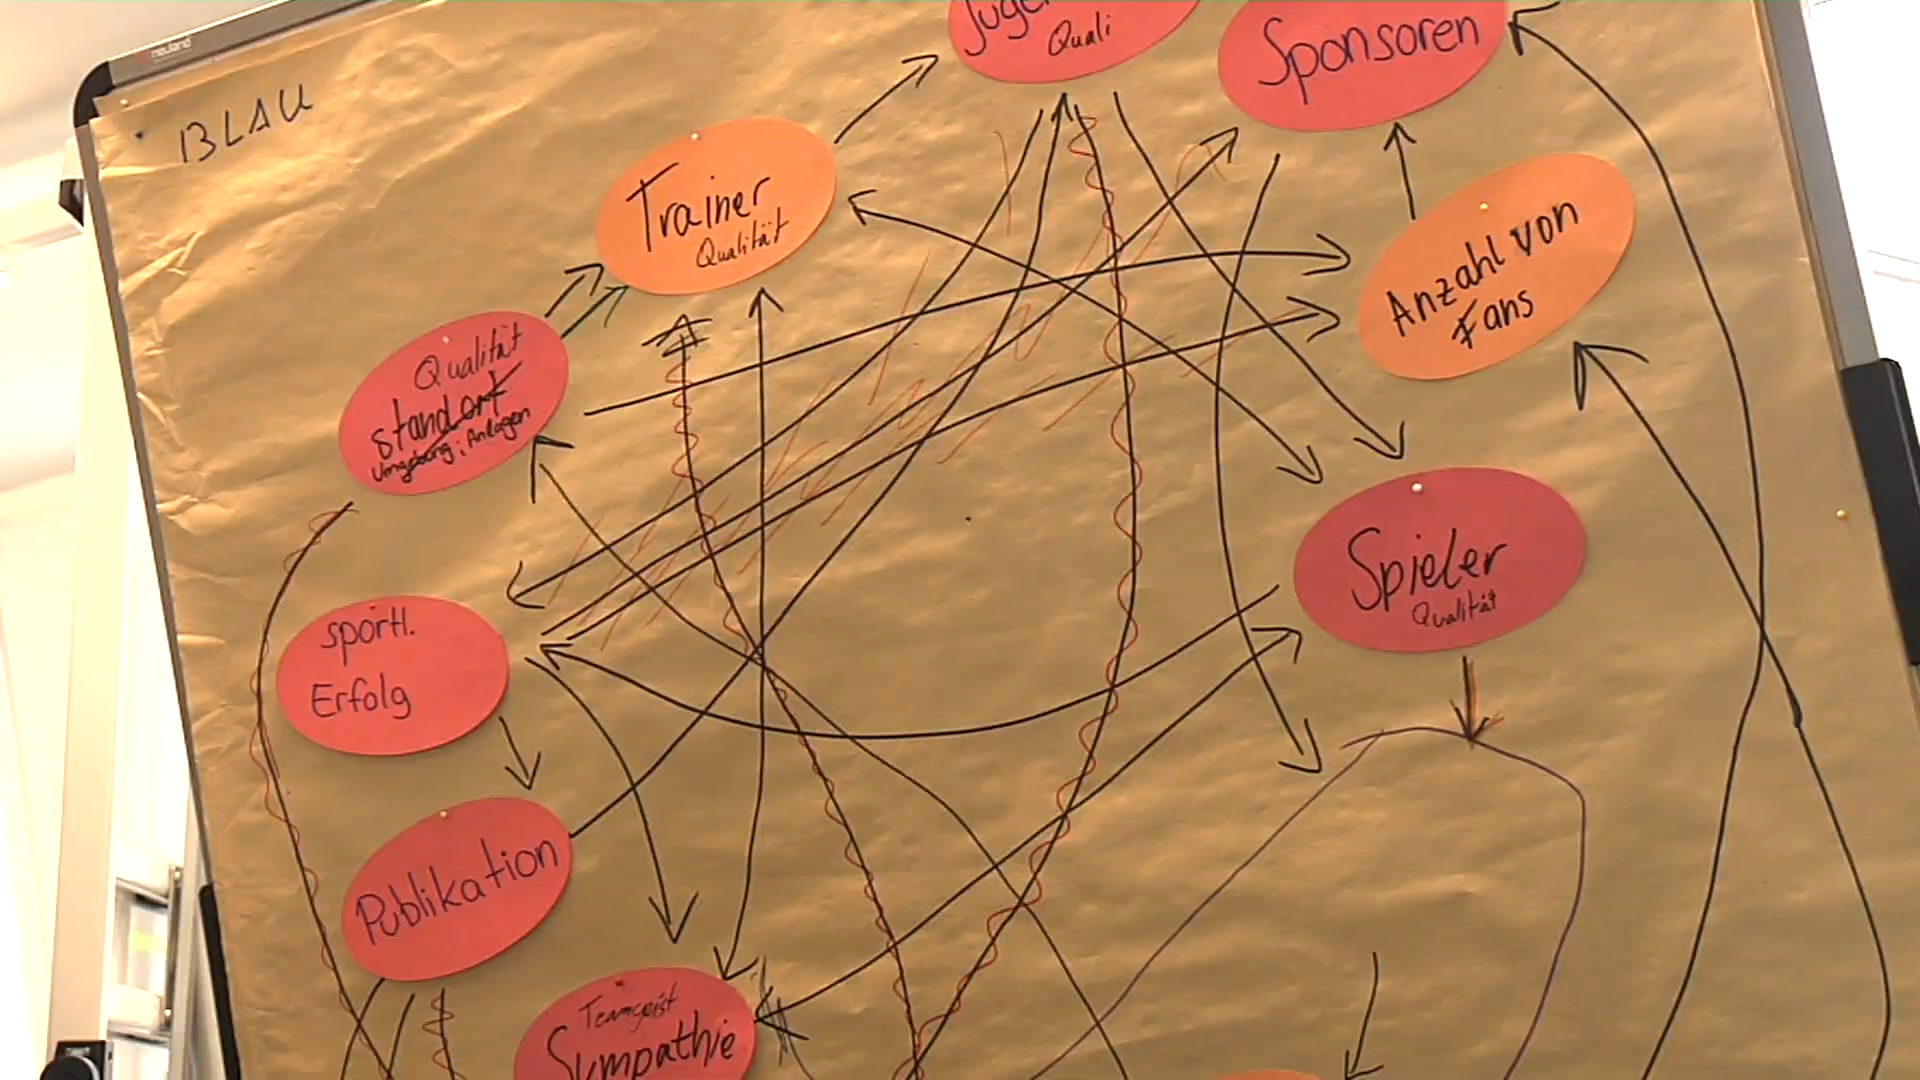 neuland
BLAU
Quali
Sponsoren
Trainer
Qualität
Anzahl von
Fans
Qualität
standort
Umgebung; Anlagen
Spieler
Qualität
sportl.
Erfolg
Publikation
Teamgeist
Sympathie